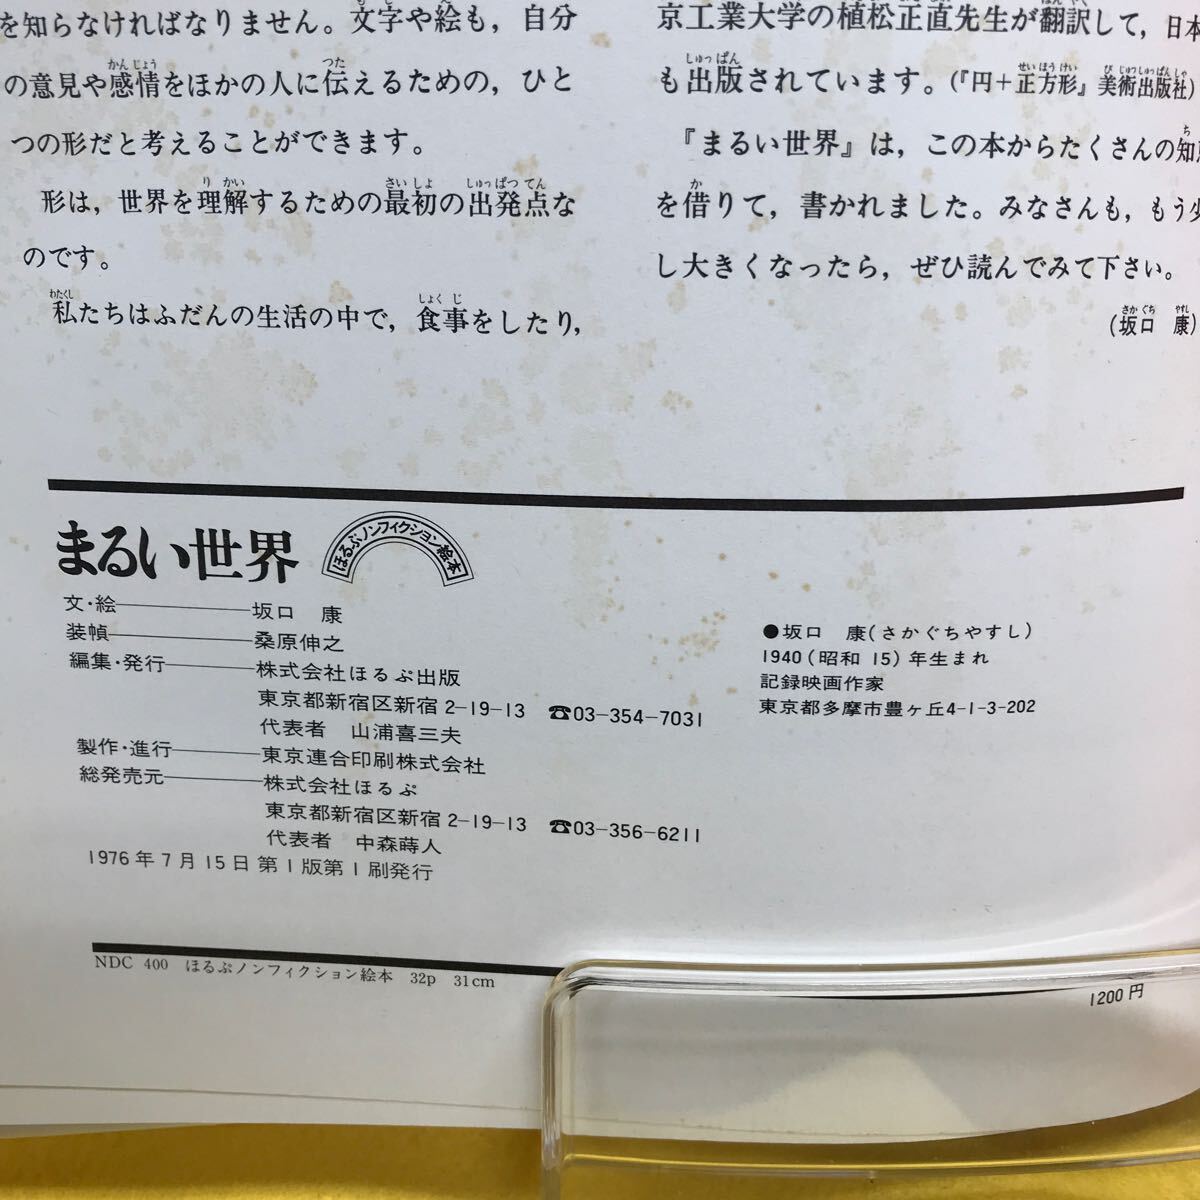 を知らなければなりません。文字や絵も，自分
の意見や感情をほかの人に伝えるための，ひと
つの形だと考えることができます。
形は，世界を理解するための最初の出発点な
のです。
私たちはふだんの生活の中で，食事をしたり，
京工業大学の植松正直先生が翻訳して，日本
も出版されています。(『円＋正方形』美術出版社)
『まるい世界』は，この本からたくさんの知
を借りて，書かれました。みなさんも，もう少
し大きくなったら，ぜひ読んでみて下さい。
(坂口　康)
まるい世界
ほるぷノンフィクション絵本
文・絵――坂口　康
装幀――桑原伸之
編集・発行――株式会社ほるぷ出版
東京都新宿区新宿2-19-13　☎03-354-7031
代表者　山浦喜三夫
製作・進行――東京連合印刷株式会社
総発売元――株式会社ほるぷ
東京都新宿区新宿2-19-13　☎03-356-6211
代表者　中森蒔人
1976年7月15日第1版第1刷発行
●坂口　康(さかぐちやすし)
1940(昭和15)年生まれ
記録映画作家
東京都多摩市豊ヶ丘4-1-3-202
NDC 400　ほるぷノンフィクション絵本　32p　31cm
1200円